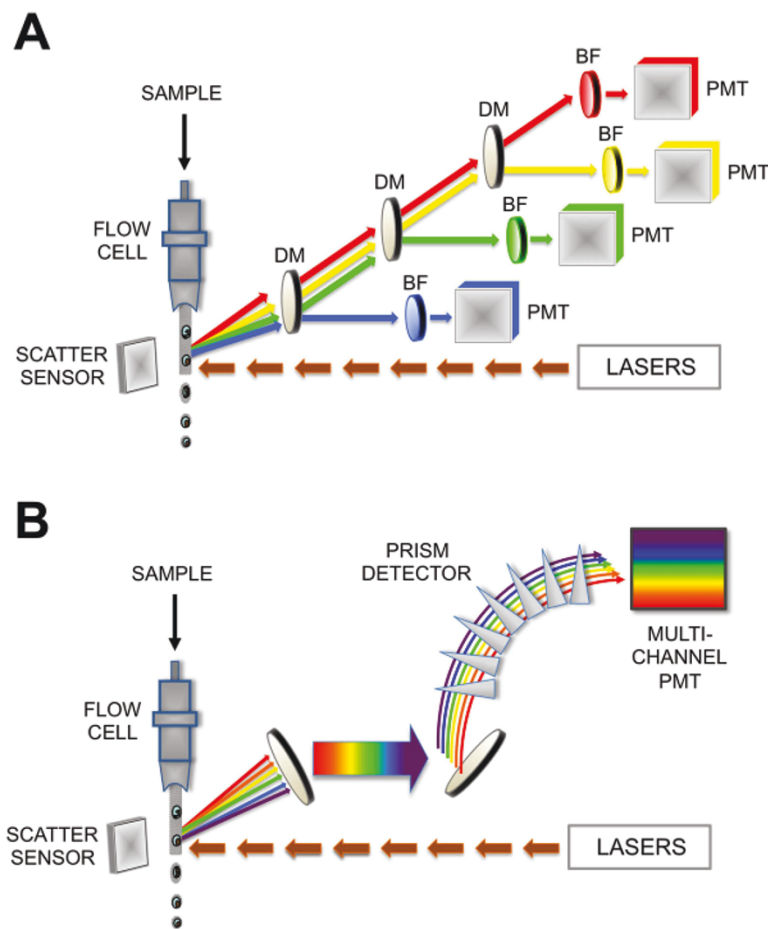 A
SAMPLE
FLOW
CELL
SCATTER
SENSOR
DM
DM
DM
BF
PMT
BF
PMT
BF
PMT
BF
PMT
LASERS
B
SAMPLE
FLOW
CELL
SCATTER
SENSOR
PRISM
DETECTOR
MULTI-
CHANNEL
PMT
LASERS